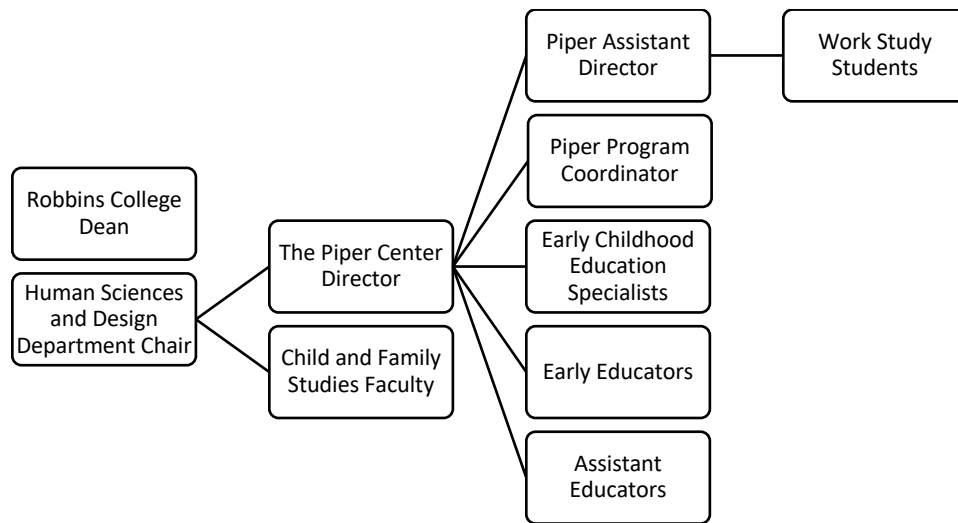 Robbins College
Dean
Human Sciences
and Design
Department Chair
The Piper Center
Director
Child and Family
Studies Faculty
Piper Assistant
Director
Work Study
Students
Piper Program
Coordinator
Early Childhood
Education
Specialists
Early Educators
Assistant
Educators